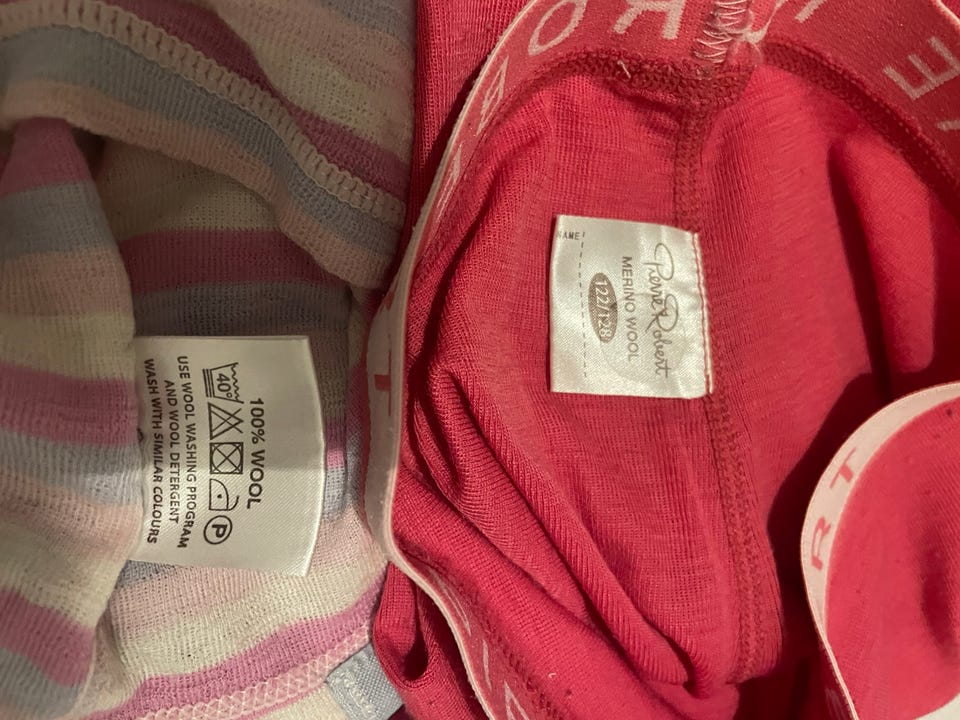 100% WOOL
40°
P
USE WOOL WASHING PROGRAM
AND WOOL DETERGENT
WASH WITH SIMILAR COLOURS
Pierre Robert
MERINO WOOL
122/128
NAME